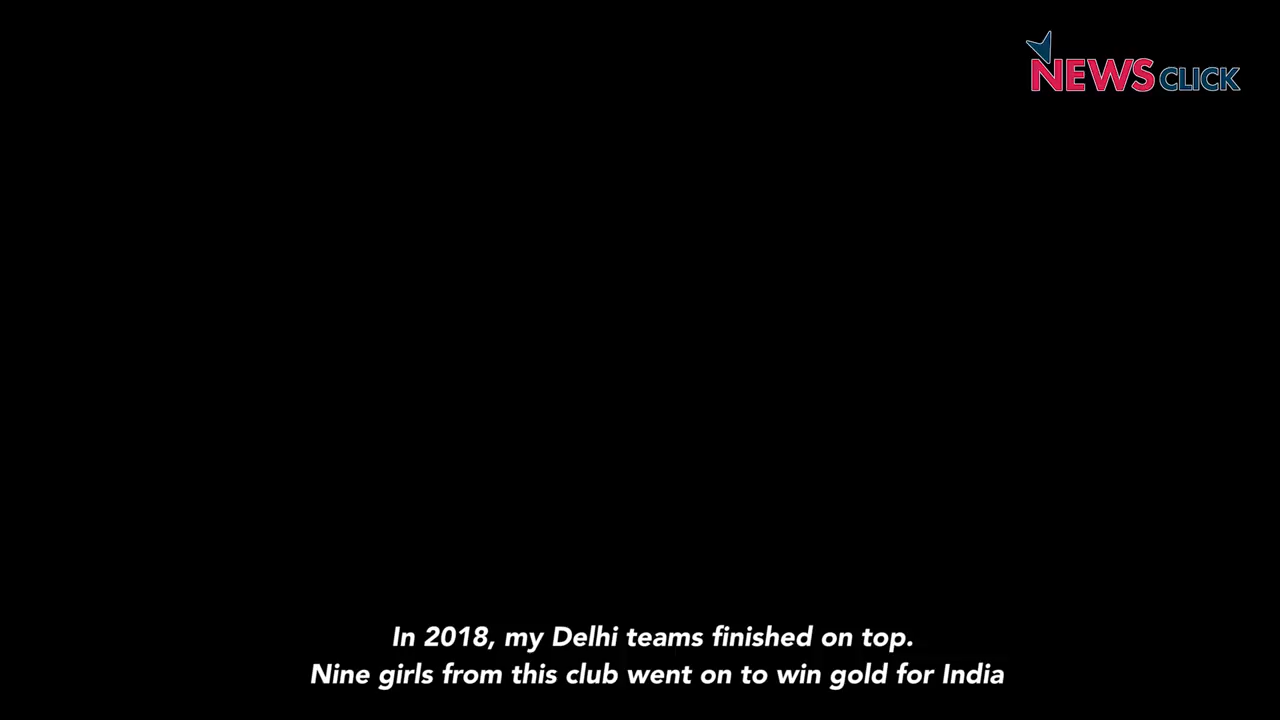 NEWSCLICK
In 2018, my Delhi teams finished on top.
Nine girls from this club went on to win gold for India